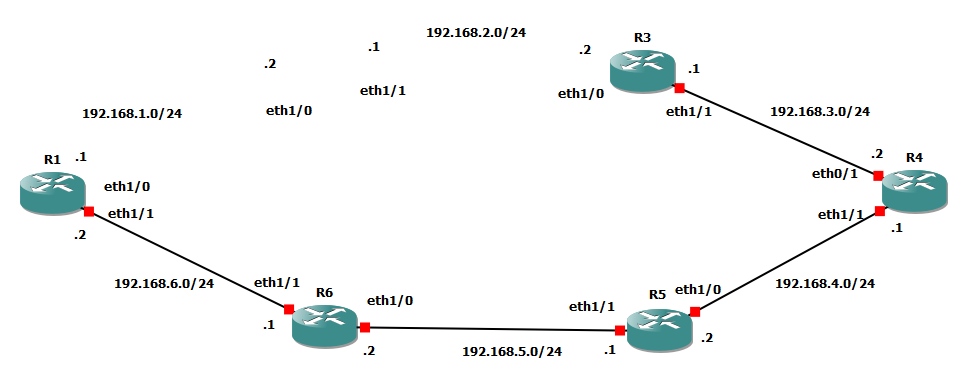 192.168.2.0/24
.1
R3
.2
.2
.1
eth1/1
eth1/0
eth1/0
eth1/1
192.168.1.0/24
192.168.3.0/24
R1
.1
.2
R4
eth0/1
eth1/0
eth1/1
eth1/1
.2
.1
192.168.6.0/24
eth1/1
192.168.4.0/24
R6
eth1/0
R5
eth1/0
eth1/1
.1
.2
.2
192.168.5.0/24
.1